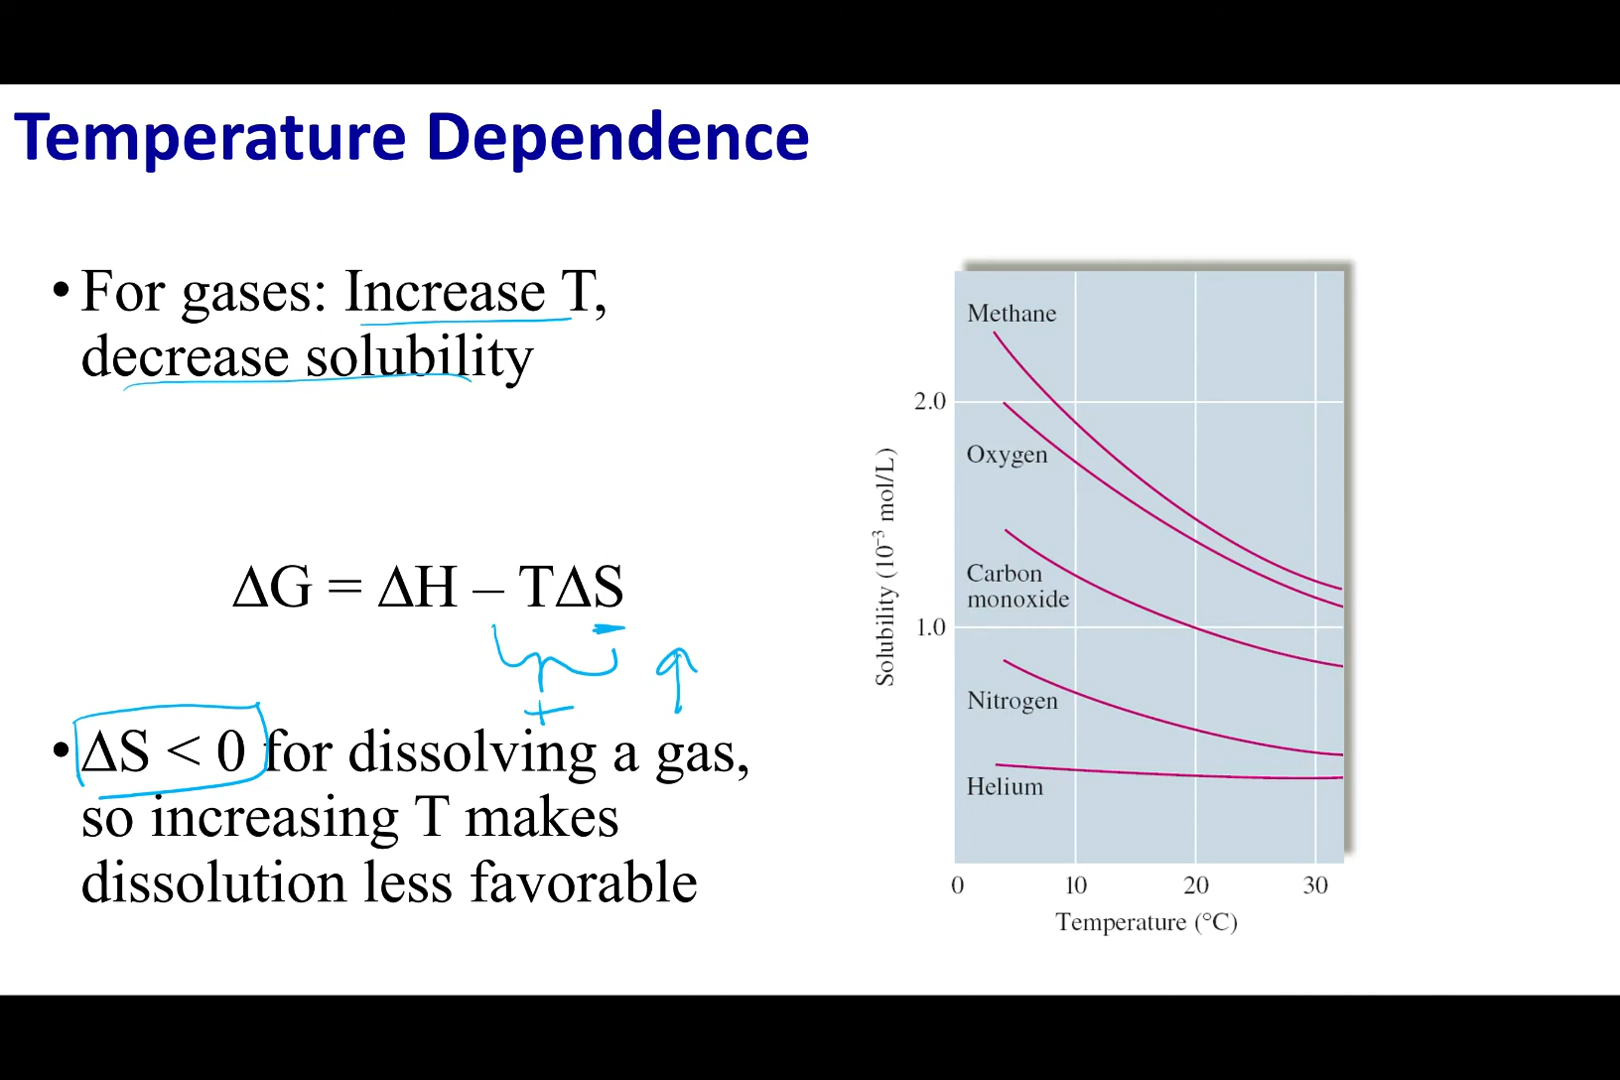 Temperature Dependence
•For gases: Increase T,
decrease solubility
ΔG = ΔH – TΔS
+
•ΔS < 0 for dissolving a gas,
so increasing T makes
dissolution less favorable
Solubility (10⁻³ mol/L)
2.0
1.0
Methane
Oxygen
Carbon
monoxide
Nitrogen
Helium
0 10 20 30
Temperature (°C)